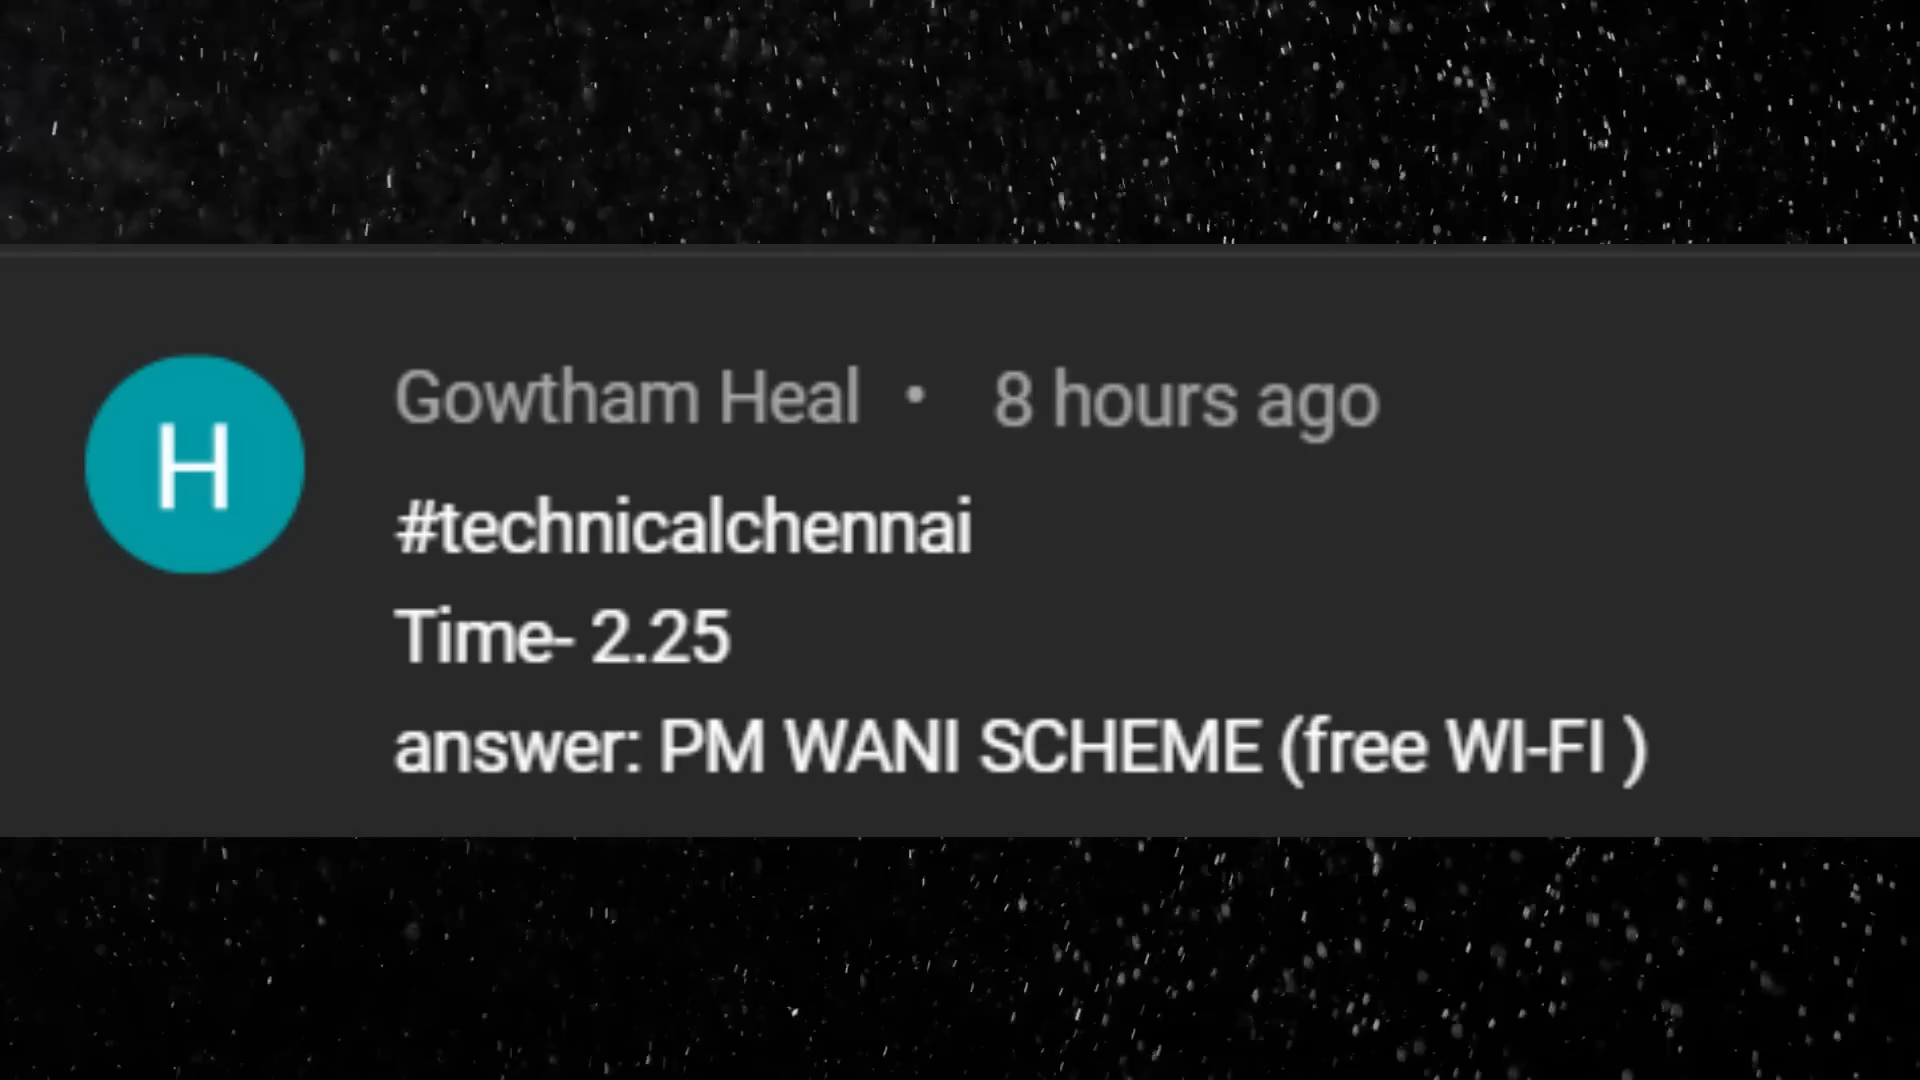 H
Gowtham Heal • 8 hours ago
#technicalchennai
Time- 2.25
answer: PM WANI SCHEME (free WI-FI )